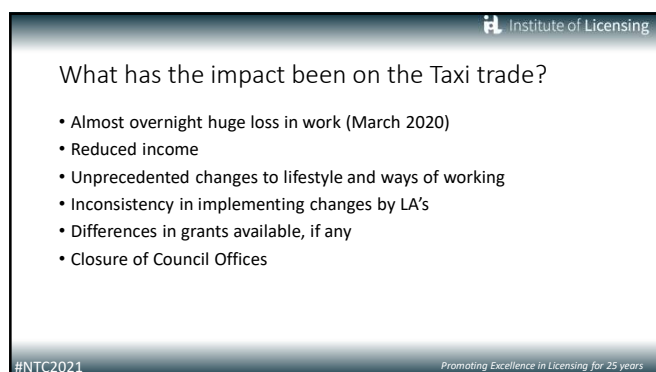 Institute of Licensing
What has the impact been on the Taxi trade?
• Almost overnight huge loss in work (March 2020)
• Reduced income
• Unprecedented changes to lifestyle and ways of working
• Inconsistency in implementing changes by LA's
• Differences in grants available, if any
• Closure of Council Offices
#NTC2021
Promoting Excellence in Licensing for 25 years